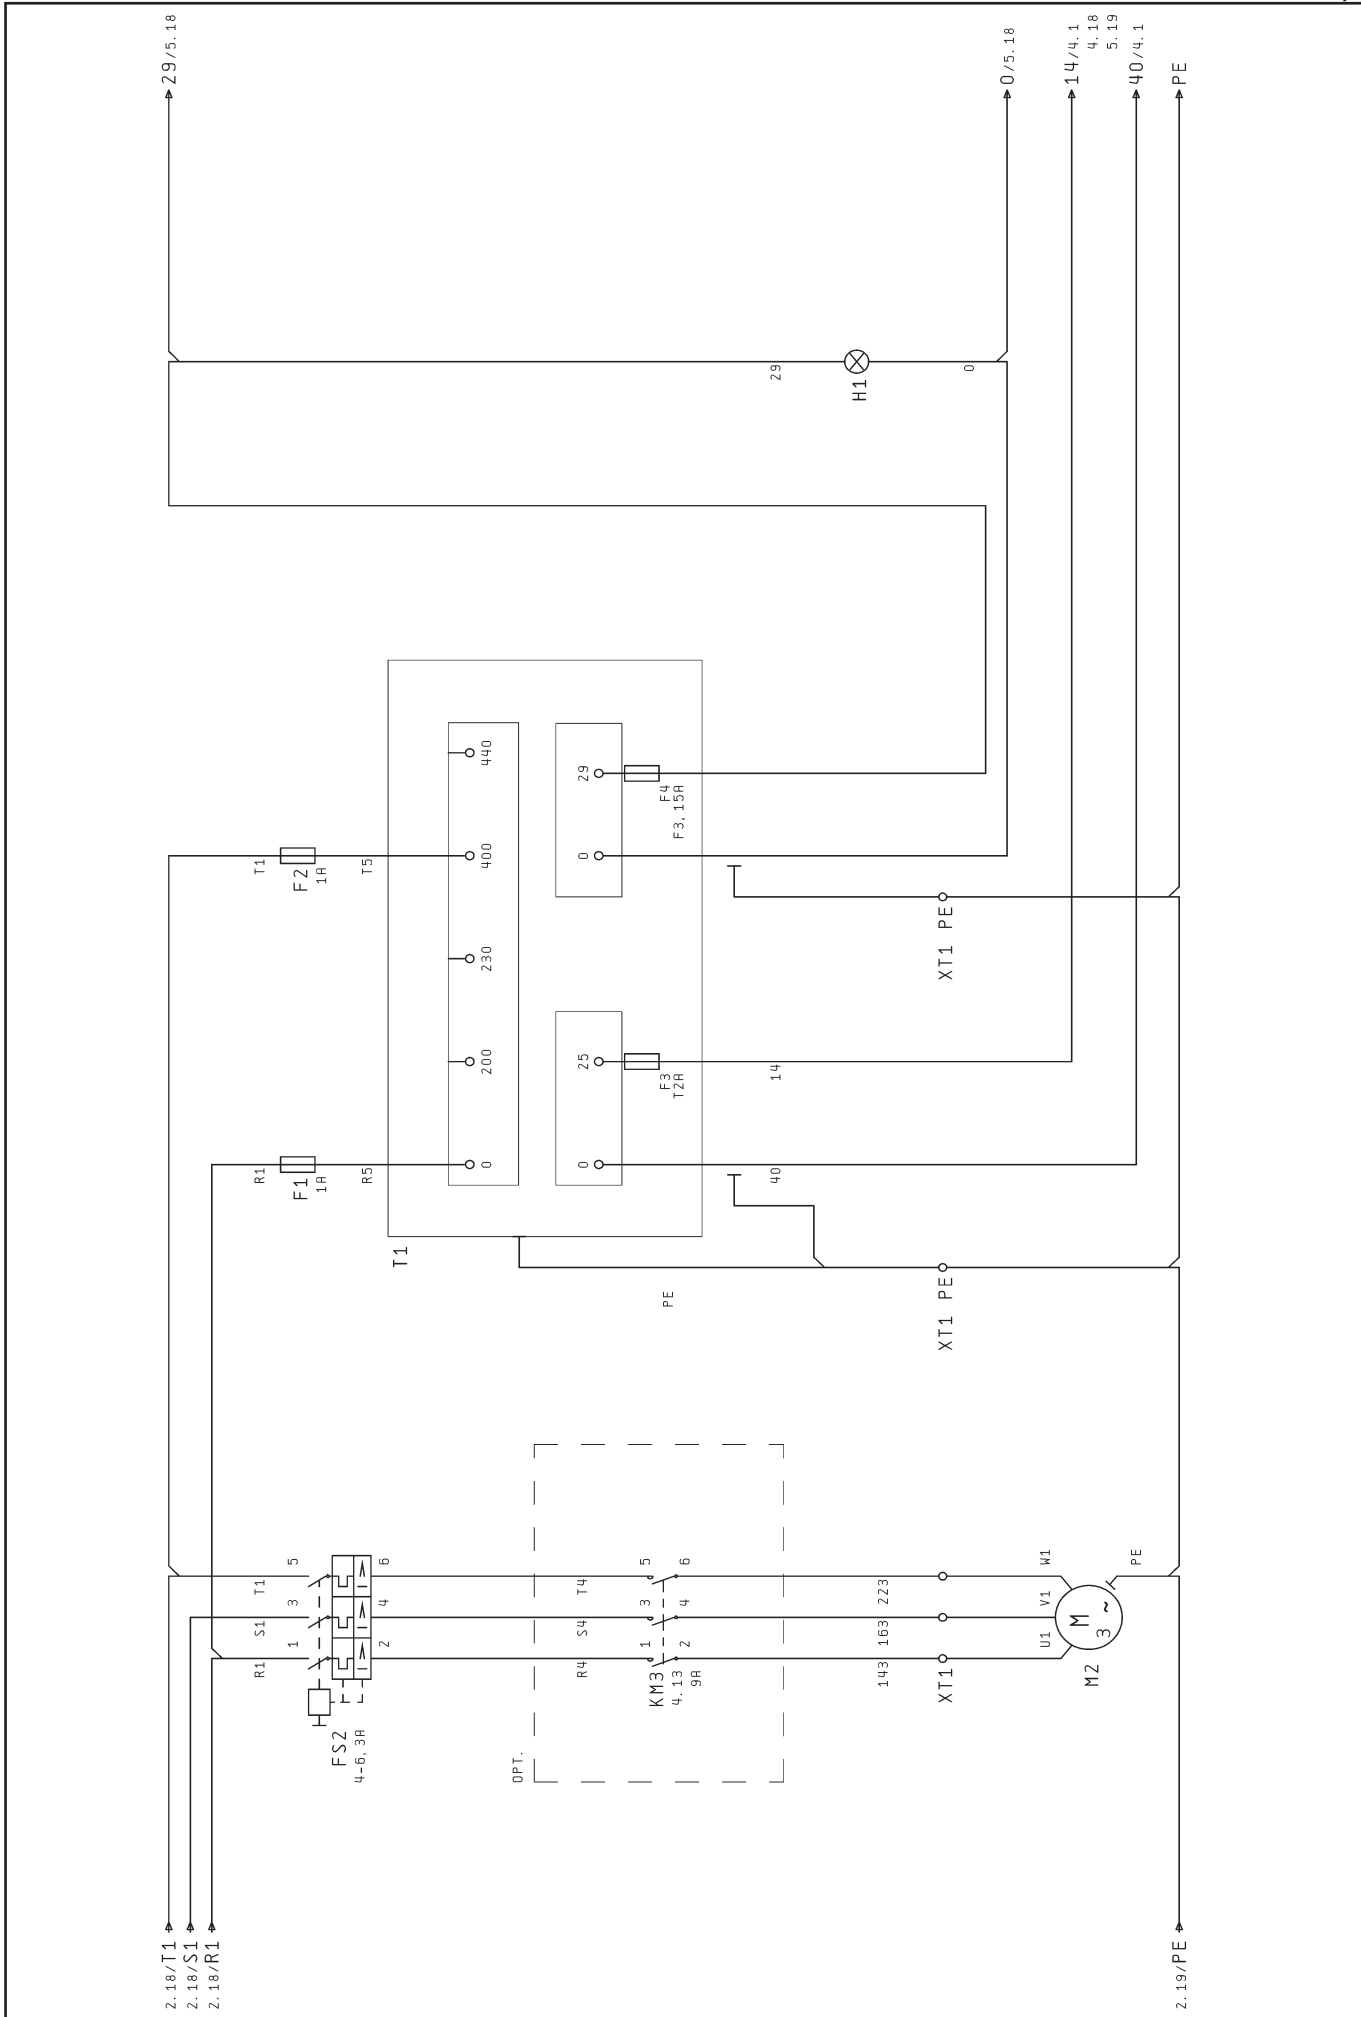 2.18/T1
2.18/S1
2.18/R1
R1
1
S1
3
T1
5
FS2
4-6,3A
2
4
6
OPT.
R4
S4
T4
1
3
5
KM3
4.13
9A
2
4
6
143
163
223
XT1
U1
V1
W1
M
3 ~
M2
PE
2.19/PE
R1
F1
1A
R5
T1
F2
1A
T5
T1
0
200
230
400
440
0
25
0
29
F3
T2A
F4
F3,15A
PE
40
14
XT1 PE
XT1 PE
29
H1
0
29/5.18
0/5.18
14/4.1
4.18
5.19
40/4.1
PE